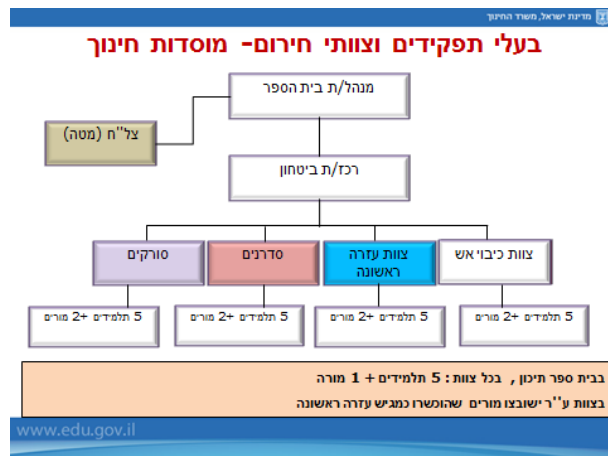 מדינת ישראל, משרד החינוך
בעלי תפקידים וצוותי חירום- מוסדות חינוך
מנהל/ת בית הספר
צל''ח (מטה)
רכז/ת ביטחון
צוות כיבוי אש
צוות עזרה
ראשונה
סדרנים
סורקים
5 תלמידים +2 מורים
5 תלמידים +2 מורים
5 תלמידים +2 מורים
5 תלמידים +2 מורים
בבית ספר תיכון , בכל צוות : 5 תלמידים + 1 מורה
בצוות ע''ר ישובצו מורים שהוכשרו כמגיש עזרה ראשונה
www.edu.gov.il